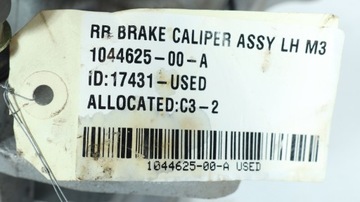 RR BRAKE CALIPER ASSY LH M3
1044625-00-A
iD:17431-USED
ALLOCATED:C3-2
1044625-00-A USED